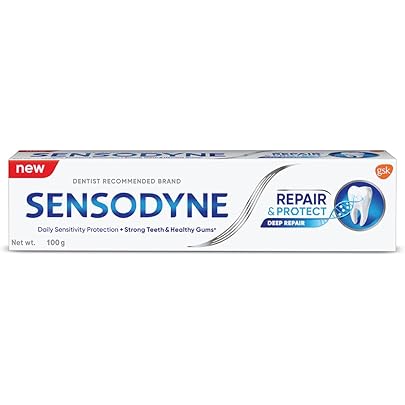 new
DENTIST RECOMMENDED BRAND
SENSODYNE
Daily Sensitivity Protection + Strong Teeth & Healthy Gums*
Net wt. 100 g
REPAIR
& PROTECT
DEEP REPAIR
gsk